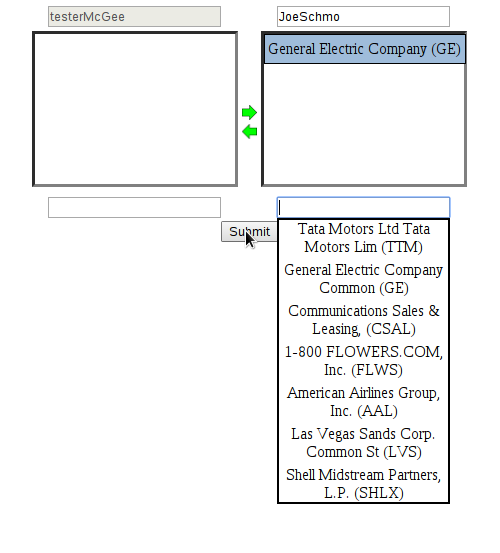 testerMcGee
JoeSchmo
General Electric Company (GE)
Submit
Tata Motors Ltd Tata
Motors Lim (TTM)
General Electric Company
Common (GE)
Communications Sales &
Leasing, (CSAL)
1-800 FLOWERS.COM,
Inc. (FLWS)
American Airlines Group,
Inc. (AAL)
Las Vegas Sands Corp.
Common St (LVS)
Shell Midstream Partners,
L.P. (SHLX)